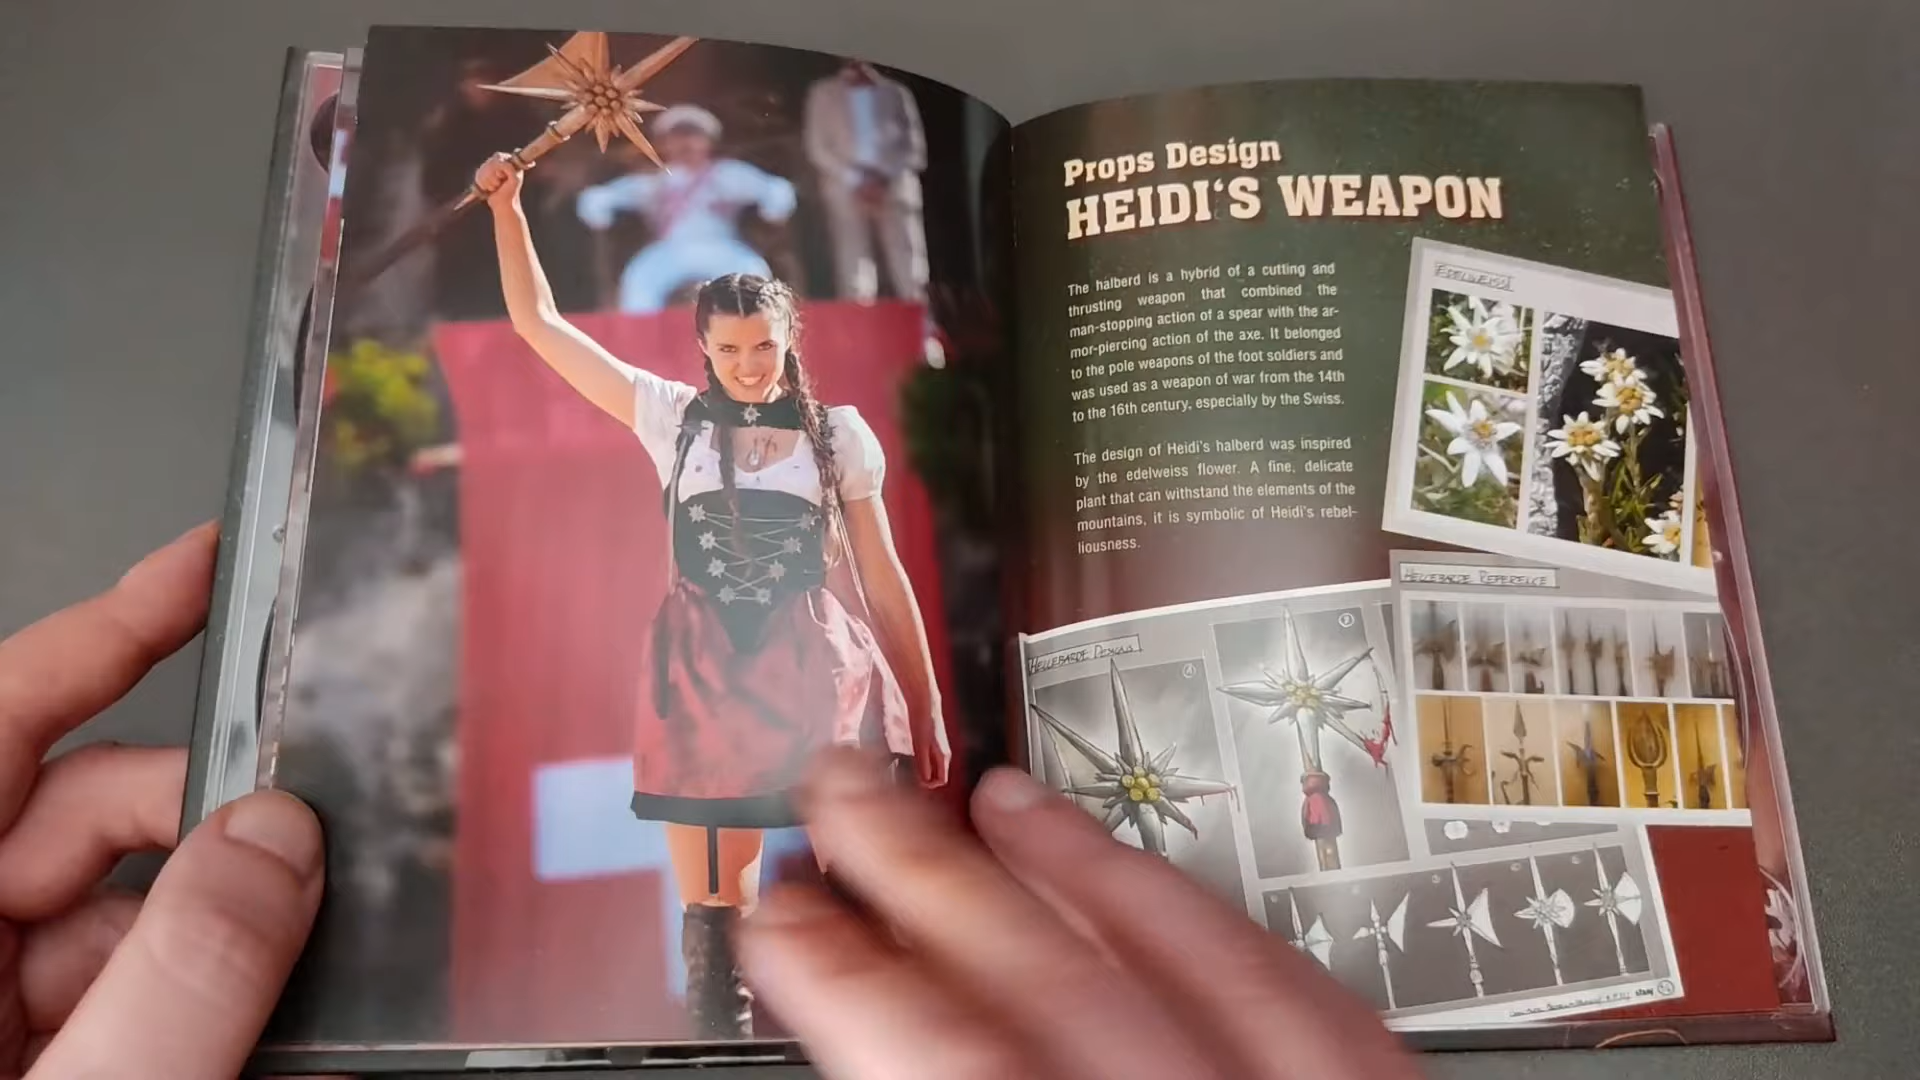 Props Design
HEIDI'S WEAPON
The halberd is a hybrid of a cutting and
thrusting weapon that combined the
man-stopping action of a spear with the ar-
mor-piercing action of the axe. It belonged
to the pole weapons of the foot soldiers and
was used as a weapon of war from the 14th
to the 16th century, especially by the Swiss.
The design of Heidi's halberd was inspired
by the edelweiss flower. A fine, delicate
plant that can withstand the elements of the
mountains, it is symbolic of Heidi's rebel-
liousness.
EDELWEISS
HELLEBARDE REFERENCE
HELLEBARDE DESIGNS